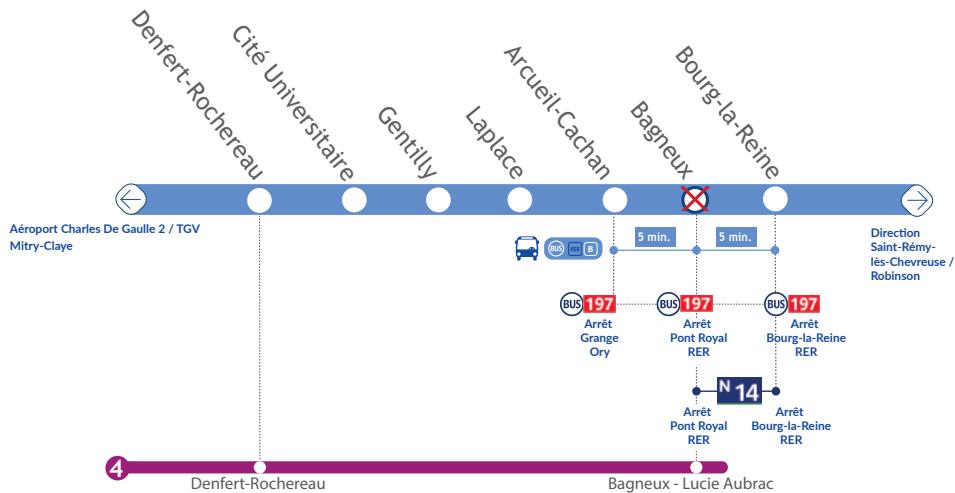 Denfert-Rochereau
Cité Universitaire
Gentilly
Laplace
Arcueil-Cachan
Bagneux
Bourg-la-Reine
Aéroport Charles De Gaulle 2 / TGV
Mitry-Claye
Direction
Saint-Rémy-
lès-Chevreuse /
Robinson
BUS RER B
5 min.
5 min.
BUS 197
Arrêt
Grange
Ory
BUS 197
Arrêt
Pont Royal
RER
BUS 197
Arrêt
Bourg-la-Reine
RER
N 14
Arrêt
Pont Royal
RER
Arrêt
Bourg-la-Reine
RER
4
Denfert-Rochereau
Bagneux - Lucie Aubrac